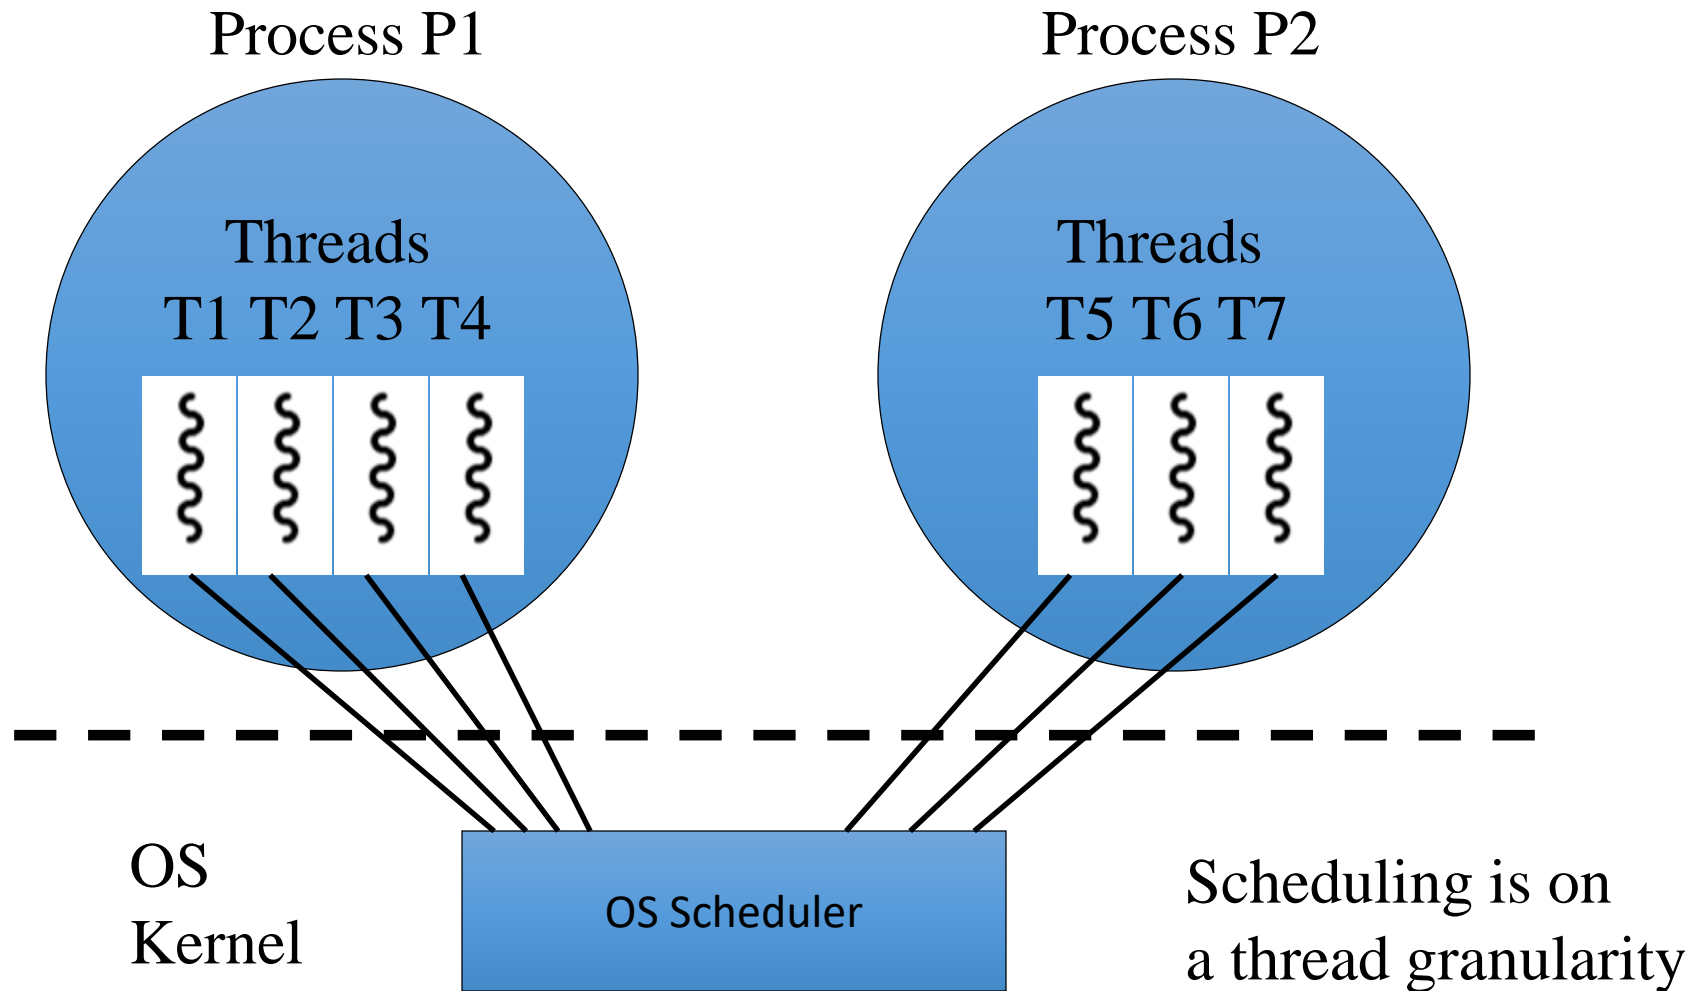 Process P1
Process P2
Threads
T1 T2 T3 T4
Threads
T5 T6 T7
OS
Kernel
OS Scheduler
Scheduling is on
a thread granularity